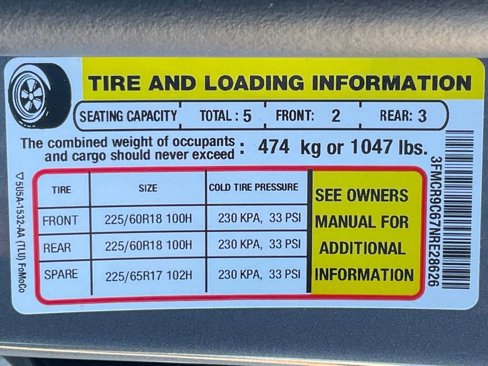 TIRE AND LOADING INFORMATION
SEATING CAPACITY TOTAL : 5 FRONT: 2 REAR: 3
The combined weight of occupants
and cargo should never exceed : 474 kg or 1047 lbs.
TIRE SIZE COLD TIRE PRESSURE
FRONT 225/60R18 100H 230 KPA, 33 PSI
REAR 225/60R18 100H 230 KPA, 33 PSI
SPARE 225/65R17 102H 230 KPA, 33 PSI
SEE OWNERS
MANUAL FOR
ADDITIONAL
INFORMATION
▽5U5A-1532-AA (TLU) FoMoCo
3FMCR9C67NRE28626